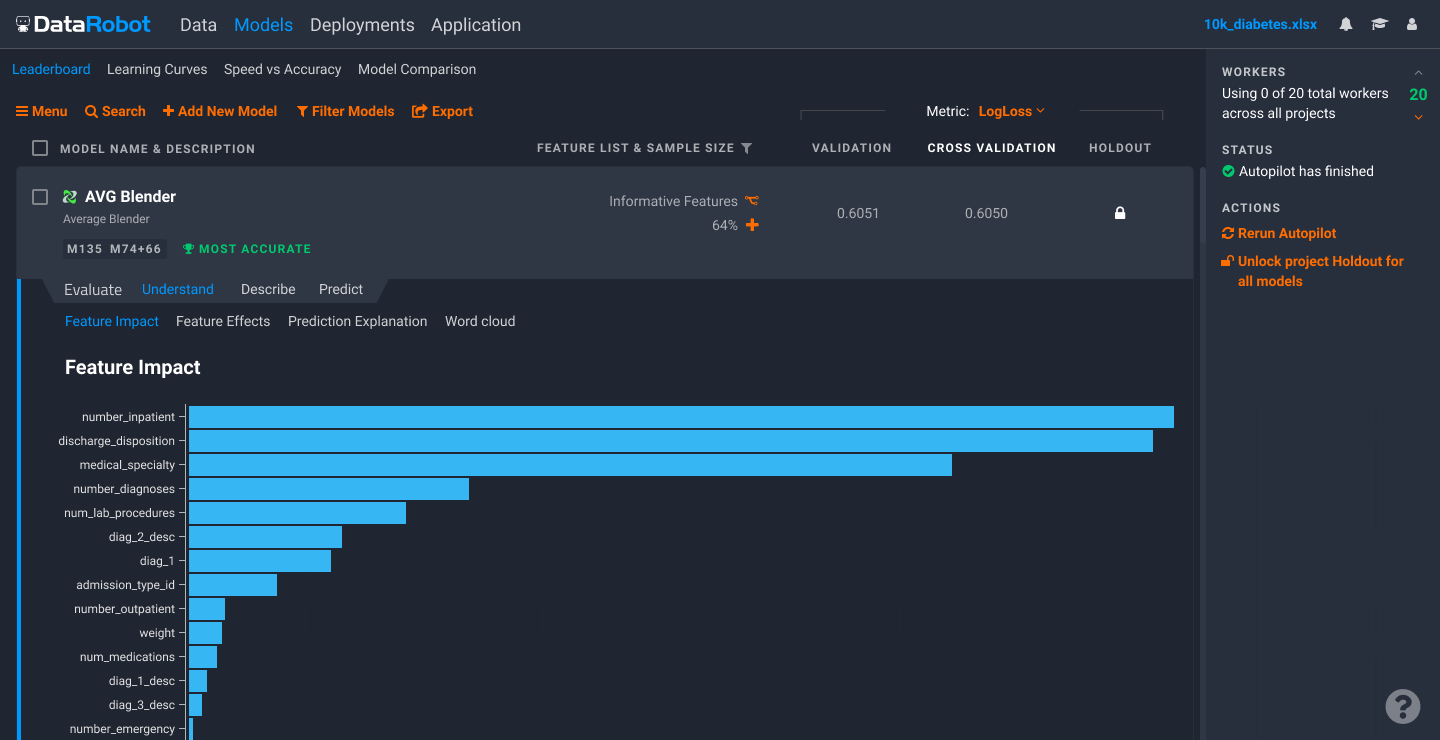 DataRobot Data Models Deployments Application 10k_diabetes.xlsx
Leaderboard Learning Curves Speed vs Accuracy Model Comparison
Menu Search Add New Model Filter Models Export Metric: LogLoss
MODEL NAME & DESCRIPTION FEATURE LIST & SAMPLE SIZE VALIDATION CROSS VALIDATION HOLDOUT
AVG Blender
Average Blender
Informative Features
64%
0.6051 0.6050
M135 M74+66 MOST ACCURATE
Evaluate Understand Describe Predict
Feature Impact Feature Effects Prediction Explanation Word cloud
Feature Impact
number_inpatient
discharge_disposition
medical_specialty
number_diagnoses
num_lab_procedures
diag_2_desc
diag_1
admission_type_id
number_outpatient
weight
num_medications
diag_1_desc
diag_3_desc
number_emergency
WORKERS
Using 0 of 20 total workers 20
across all projects
STATUS
Autopilot has finished
ACTIONS
Rerun Autopilot
Unlock project Holdout for
all models
?